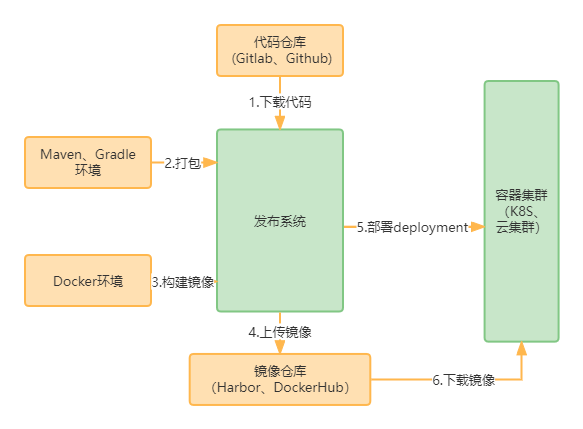 代码仓库
（Gitlab、Github）
1.下载代码
Maven、Gradle
环境
2.打包
发布系统
容器集群
（K8S、
云集群）
5.部署deployment
Docker环境
3.构建镜像
4.上传镜像
镜像仓库
（Harbor、DockerHub）
6.下载镜像